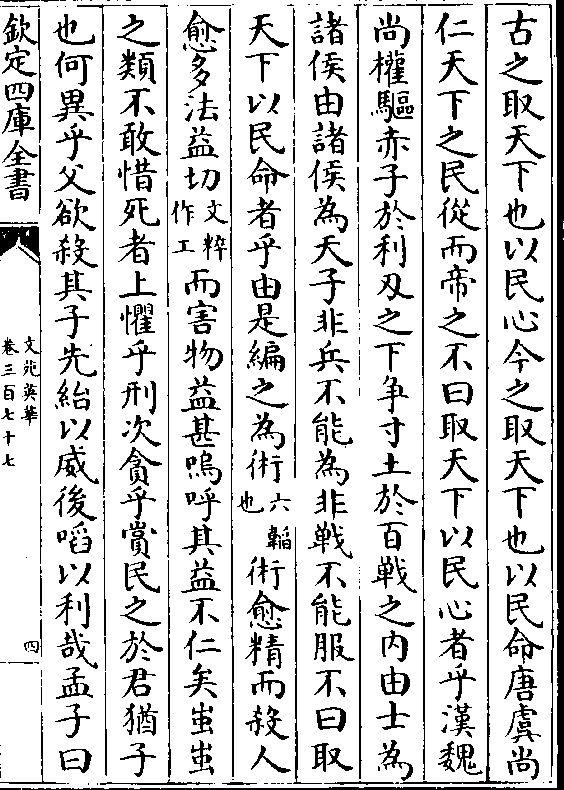 古之取天下也以民心今之取天下也以民命唐虞尚
仁天下之民從而帝之不曰取天下以民心者乎漢魏
尚權驅赤子於利刃之下爭寸土於百戰之內由士為
諸侯由諸侯為天子非兵不能為非戰不能服不曰取
天下以民命者乎由是編之為術六韜也術愈精而殺人
愈多法益切文粹作工而害物益甚嗚呼其益不仁矣蚩蚩
之類不敢惜死者上懼乎刑次貪乎賞民之於君猶子
也何異乎父欲殺其子先紿以威後啗以利哉孟子曰
欽定四庫全書
文苑英華
卷三百七十七
四